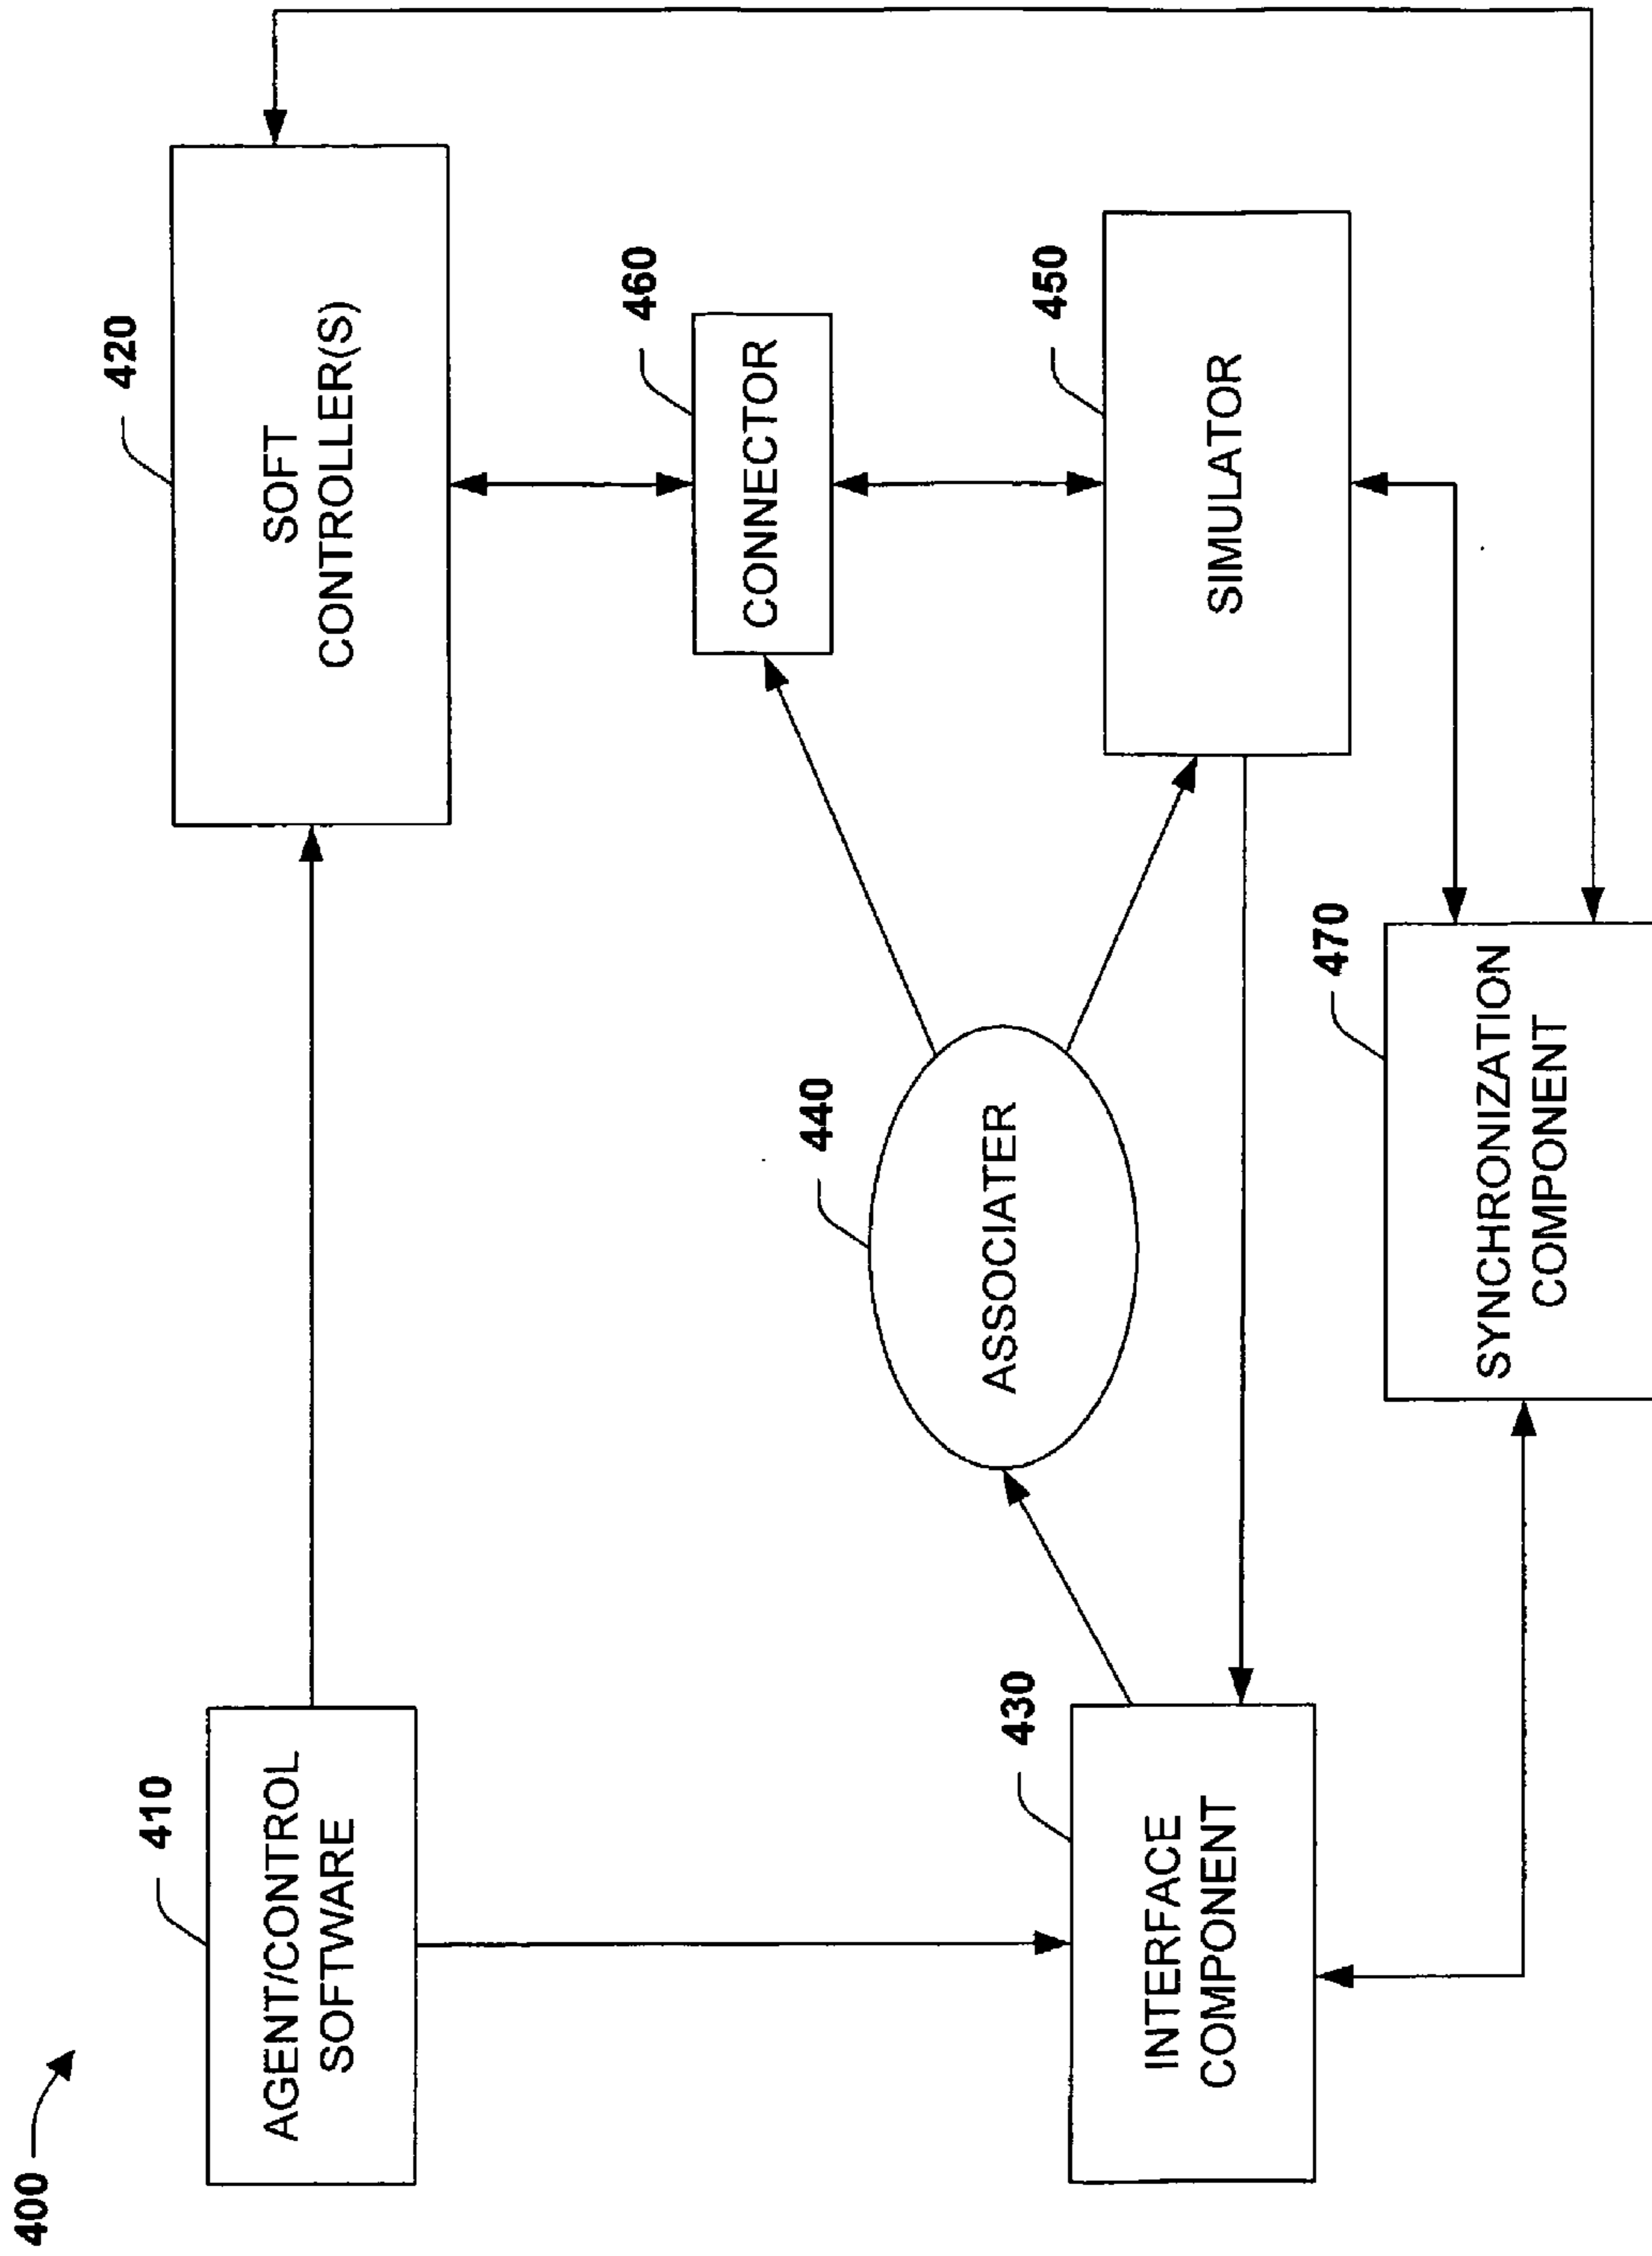 400
410
AGENT/CONTROL
SOFTWARE
420
SOFT
CONTROLLER(S)
460
CONNECTOR
440
ASSOCIATER
430
INTERFACE
COMPONENT
450
SIMULATOR
470
SYNCHRONIZATION
COMPONENT